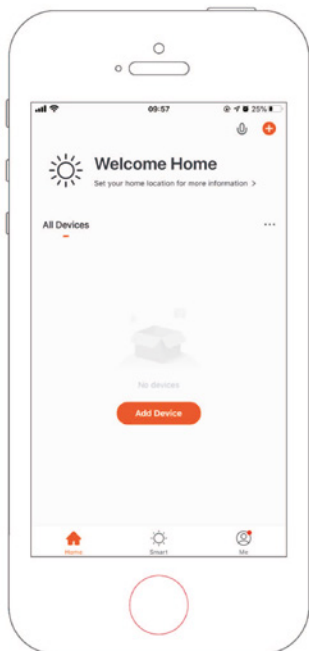 09:57
25%
Welcome Home
Set your home location for more information >
All Devices
...
No devices
Add Device
Home
Smart
Me